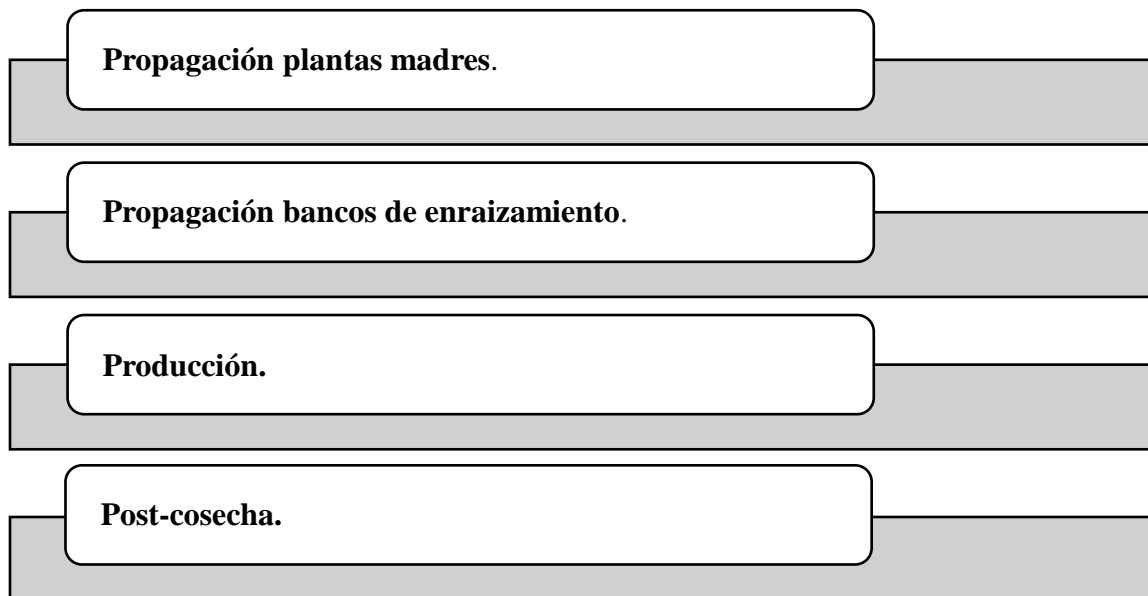 Propagación plantas madres.
Propagación bancos de enraizamiento.
Producción.
Post-cosecha.